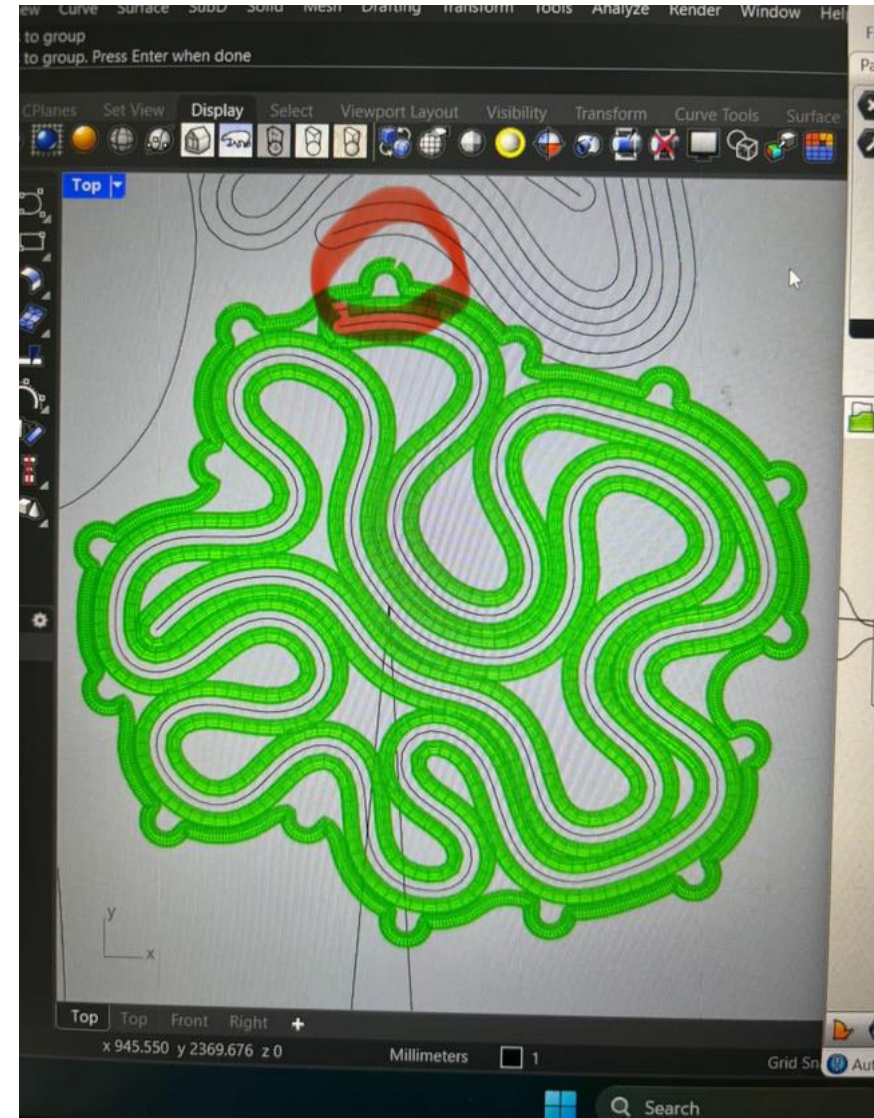 Curve Surface SubD Solid Mesh Drafting Transform Tools Analyze Render Window
to group
to group. Press Enter when done
CPlanes Set View Display Select Viewport Layout Visibility Transform Curve Tools Surface
Top
y
x
Top Top Front Right
x 945.550 y 2369.676 z 0 Millimeters 1 Grid
Search